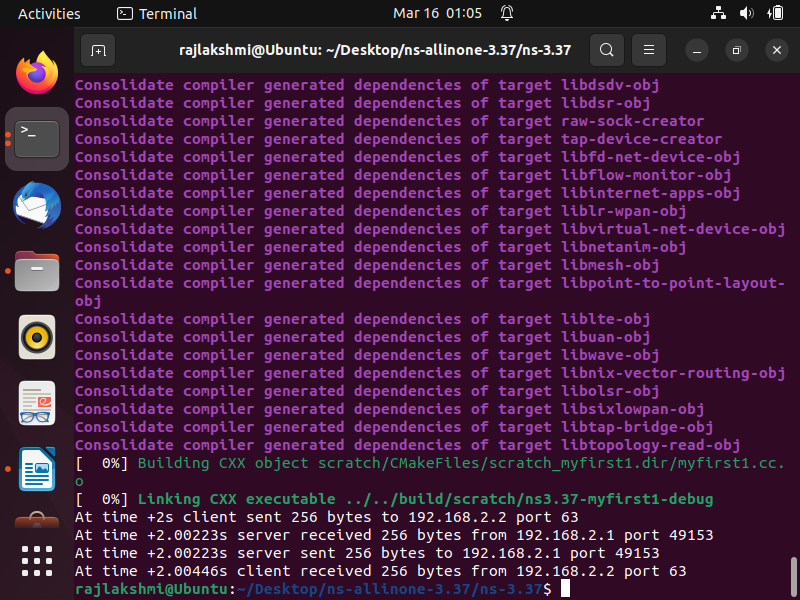 Activities
Terminal
Mar 16 01:05
rajlakshmi@Ubuntu: ~/Desktop/ns-allinone-3.37/ns-3.37
Consolidate compiler generated dependencies of target libdsdv-obj
Consolidate compiler generated dependencies of target libdsr-obj
Consolidate compiler generated dependencies of target raw-sock-creator
Consolidate compiler generated dependencies of target tap-device-creator
Consolidate compiler generated dependencies of target libfd-net-device-obj
Consolidate compiler generated dependencies of target libflow-monitor-obj
Consolidate compiler generated dependencies of target libinternet-apps-obj
Consolidate compiler generated dependencies of target liblr-wpan-obj
Consolidate compiler generated dependencies of target libvirtual-net-device-obj
Consolidate compiler generated dependencies of target libnetanim-obj
Consolidate compiler generated dependencies of target libmesh-obj
Consolidate compiler generated dependencies of target libpoint-to-point-layout-
obj
Consolidate compiler generated dependencies of target liblte-obj
Consolidate compiler generated dependencies of target libuan-obj
Consolidate compiler generated dependencies of target libwave-obj
Consolidate compiler generated dependencies of target libnix-vector-routing-obj
Consolidate compiler generated dependencies of target libolsr-obj
Consolidate compiler generated dependencies of target libsixlowpan-obj
Consolidate compiler generated dependencies of target libtap-bridge-obj
Consolidate compiler generated dependencies of target libtopology-read-obj
[  0%] Building CXX object scratch/CMakeFiles/scratch_myfirst1.dir/myfirst1.cc.
o
[  0%] Linking CXX executable ../../build/scratch/ns3.37-myfirst1-debug
At time +2s client sent 256 bytes to 192.168.2.2 port 63
At time +2.00223s server received 256 bytes from 192.168.2.1 port 49153
At time +2.00223s server sent 256 bytes to 192.168.2.1 port 49153
At time +2.00446s client received 256 bytes from 192.168.2.2 port 63
rajlakshmi@Ubuntu:~/Desktop/ns-allinone-3.37/ns-3.37$